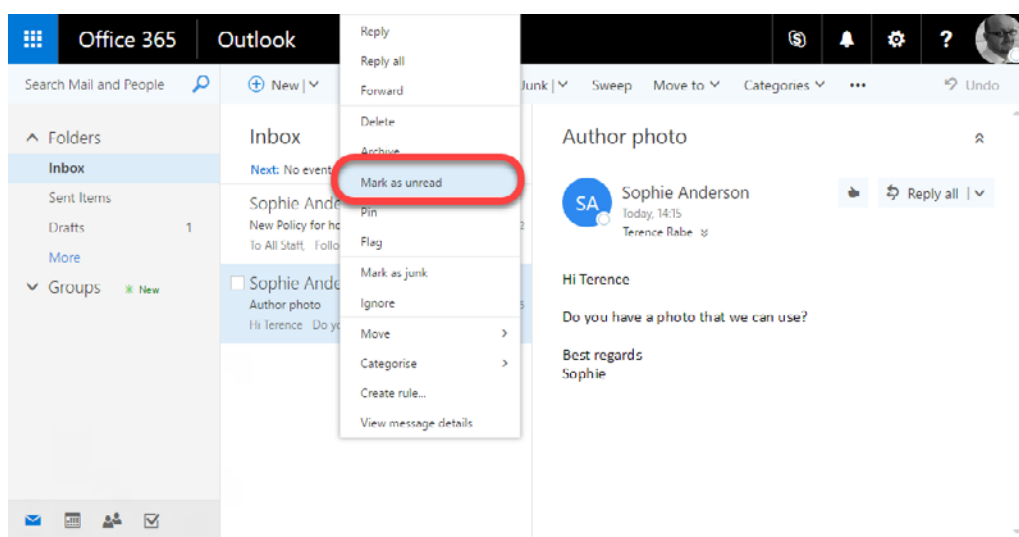 Office 365 Outlook ?
Search Mail and People New Junk Sweep Move to Categories ••• Undo
Folders
Inbox
Sent Items
Drafts 1
More
Groups New
Inbox
Next: No event
Sophie Ande
New Policy for ho
To All Staff, Follo
Sophie Ande
Author photo
Hi Terence Do yo
Reply
Reply all
Forward
Delete
Archive
Mark as unread
Pin
Flag
Mark as junk
Ignore
Move
Categorise
Create rule...
View message details
Author photo
SA Sophie Anderson Reply all
Today, 14:15
Terence Rabe
Hi Terence
Do you have a photo that we can use?
Best regards
Sophie